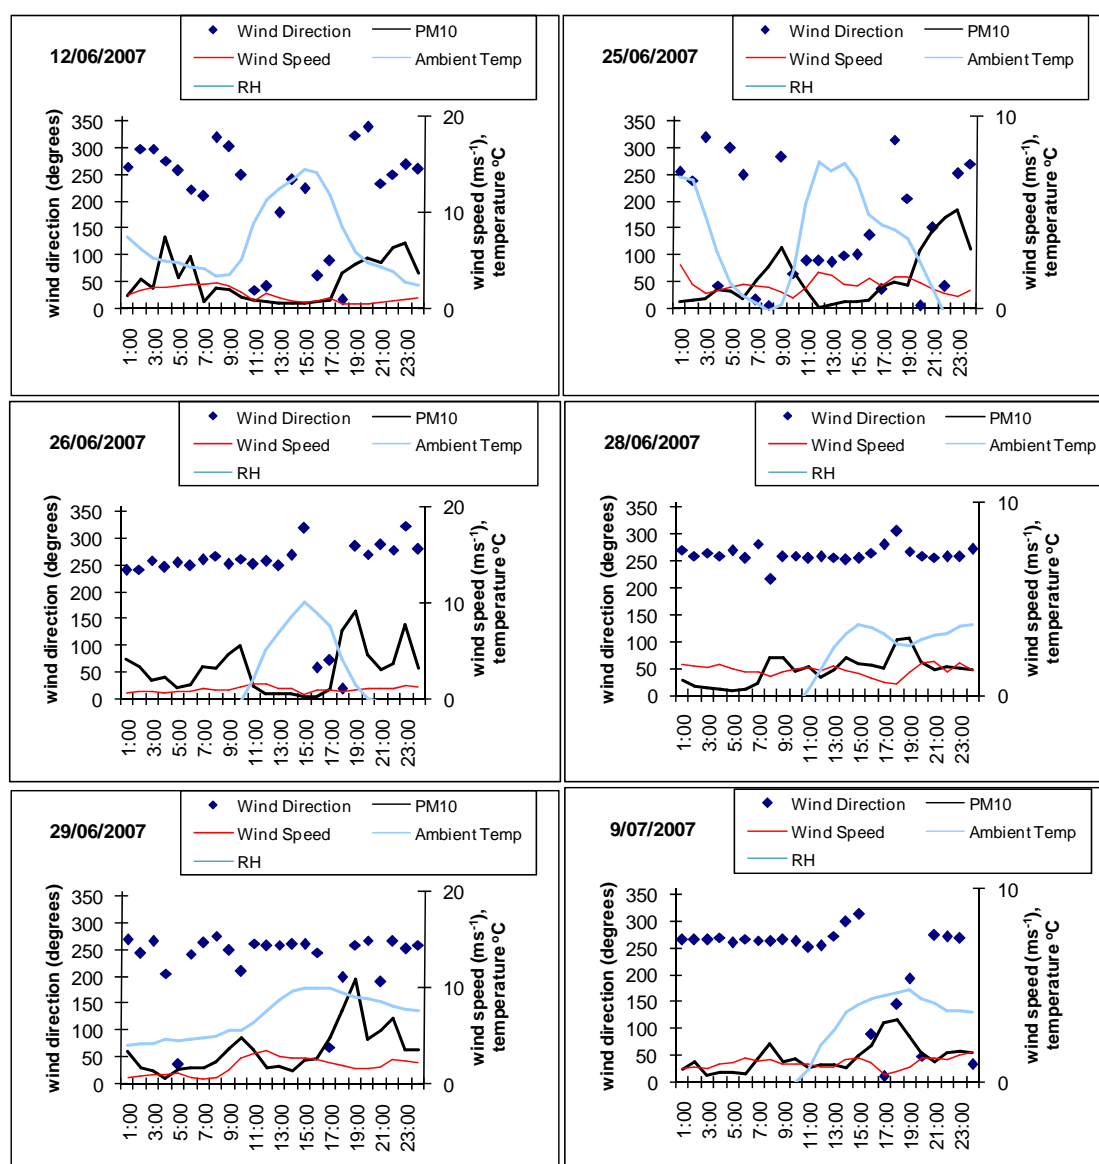 12/06/2007
Wind Direction PM10
Wind Speed Ambient Temp
RH
wind direction (degrees)
350
300
250
200
150
100
50
0
20
10
0
wind speed (ms⁻¹),
temperature ºC
1:00 3:00 5:00 7:00 9:00 11:00 13:00 15:00 17:00 19:00 21:00 23:00
25/06/2007
Wind Direction PM10
Wind Speed Ambient Temp
RH
wind direction (degrees)
350
300
250
200
150
100
50
0
10
0
wind speed (ms⁻¹),
temperature ºC
1:00 3:00 5:00 7:00 9:00 11:00 13:00 15:00 17:00 19:00 21:00 23:00
26/06/2007
Wind Direction PM10
Wind Speed Ambient Temp
RH
wind direction (degrees)
350
300
250
200
150
100
50
0
20
10
0
wind speed (ms⁻¹),
temperature ºC
1:00 3:00 5:00 7:00 9:00 11:00 13:00 15:00 17:00 19:00 21:00 23:00
28/06/2007
Wind Direction PM10
Wind Speed Ambient Temp
RH
wind direction (degrees)
350
300
250
200
150
100
50
0
10
0
wind speed (ms⁻¹),
temperature ºC
1:00 3:00 5:00 7:00 9:00 11:00 13:00 15:00 17:00 19:00 21:00 23:00
29/06/2007
Wind Direction PM10
Wind Speed Ambient Temp
RH
wind direction (degrees)
350
300
250
200
150
100
50
0
20
10
0
wind speed (ms⁻¹),
temperature ºC
1:00 3:00 5:00 7:00 9:00 11:00 13:00 15:00 17:00 19:00 21:00 23:00
9/07/2007
Wind Direction PM10
Wind Speed Ambient Temp
RH
wind direction (degrees)
350
300
250
200
150
100
50
0
10
0
wind speed (ms⁻¹),
temperature ºC
1:00 3:00 5:00 7:00 9:00 11:00 13:00 15:00 17:00 19:00 21:00 23:00